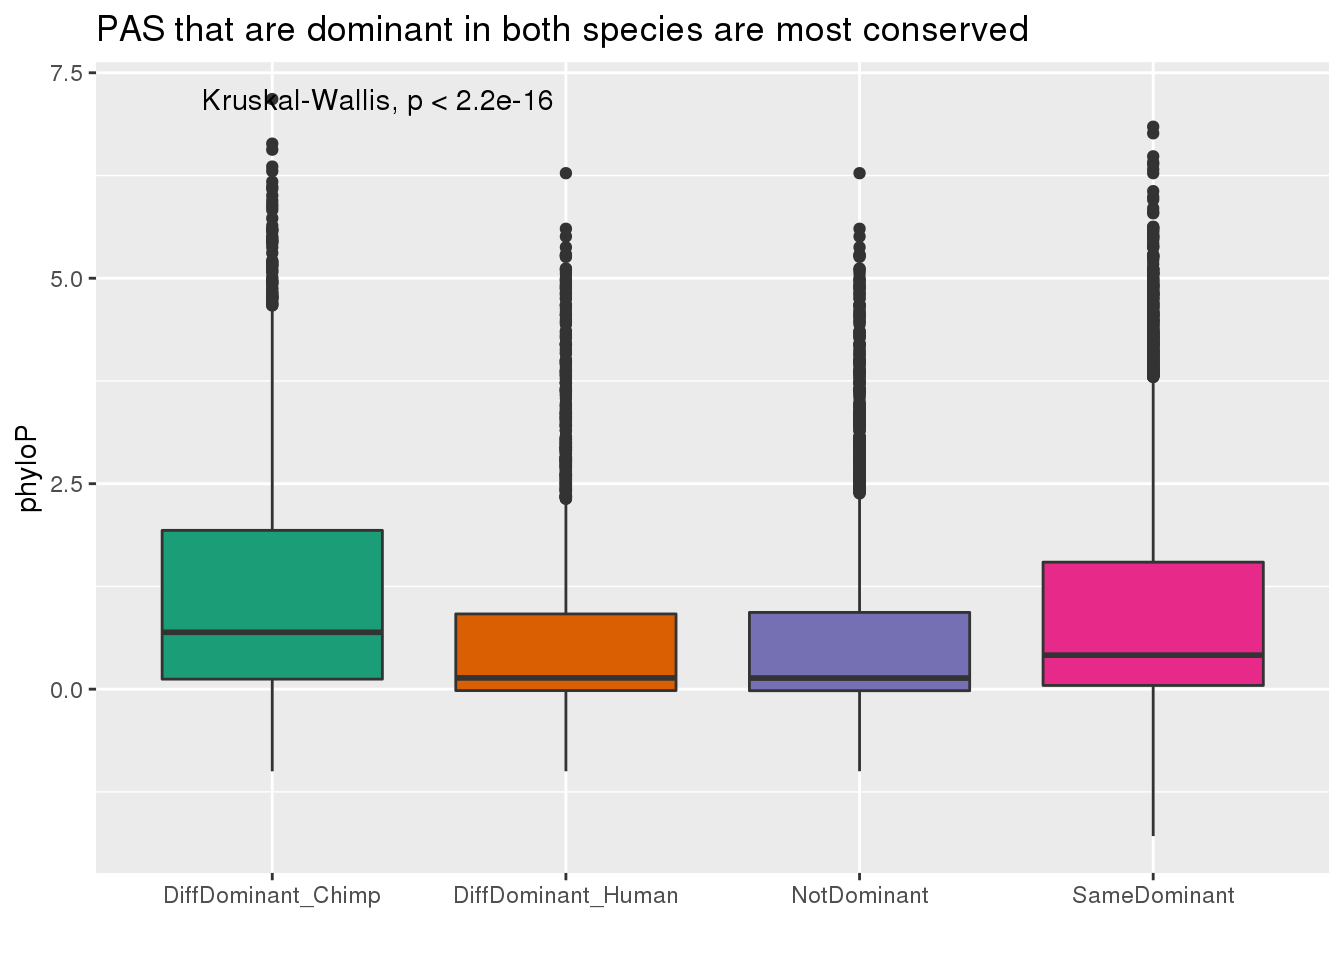 PAS that are dominant in both species are most conserved
7.5
Kruskal-Wallis, p < 2.2e-16
5.0
phyloP
2.5
0.0
DiffDominant_Chimp DiffDominant_Human NotDominant SameDominant